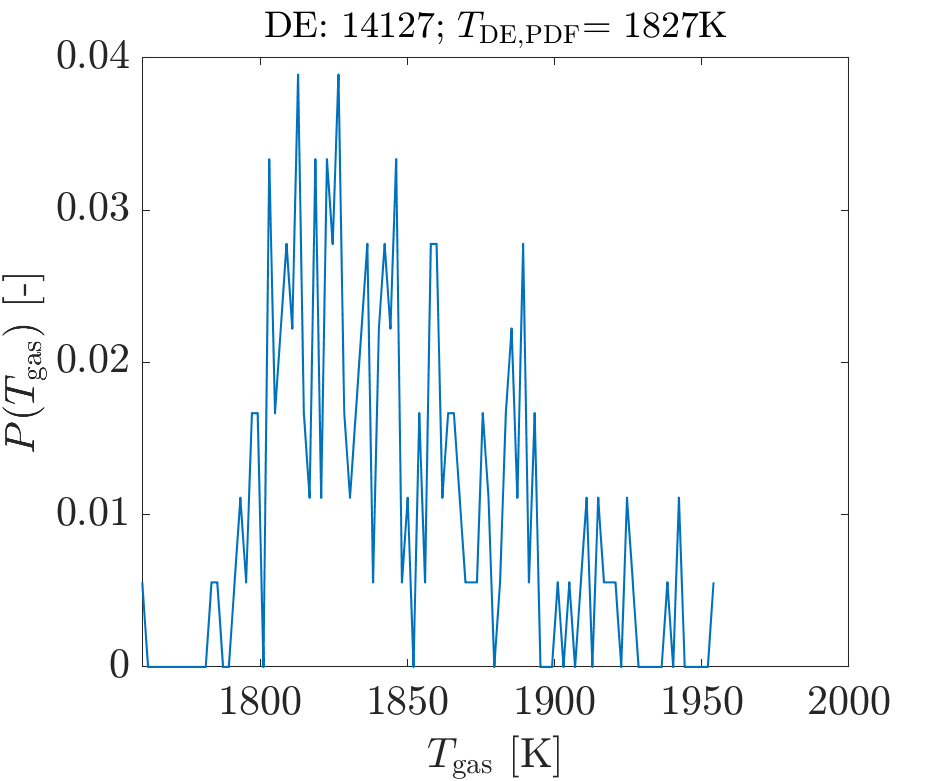 DE: 14127; T_DE,PDF= 1827K
0.04
0.03
0.02
0.01
0
P(T_gas) [-]
1800 1850 1900 1950 2000
T_gas [K]